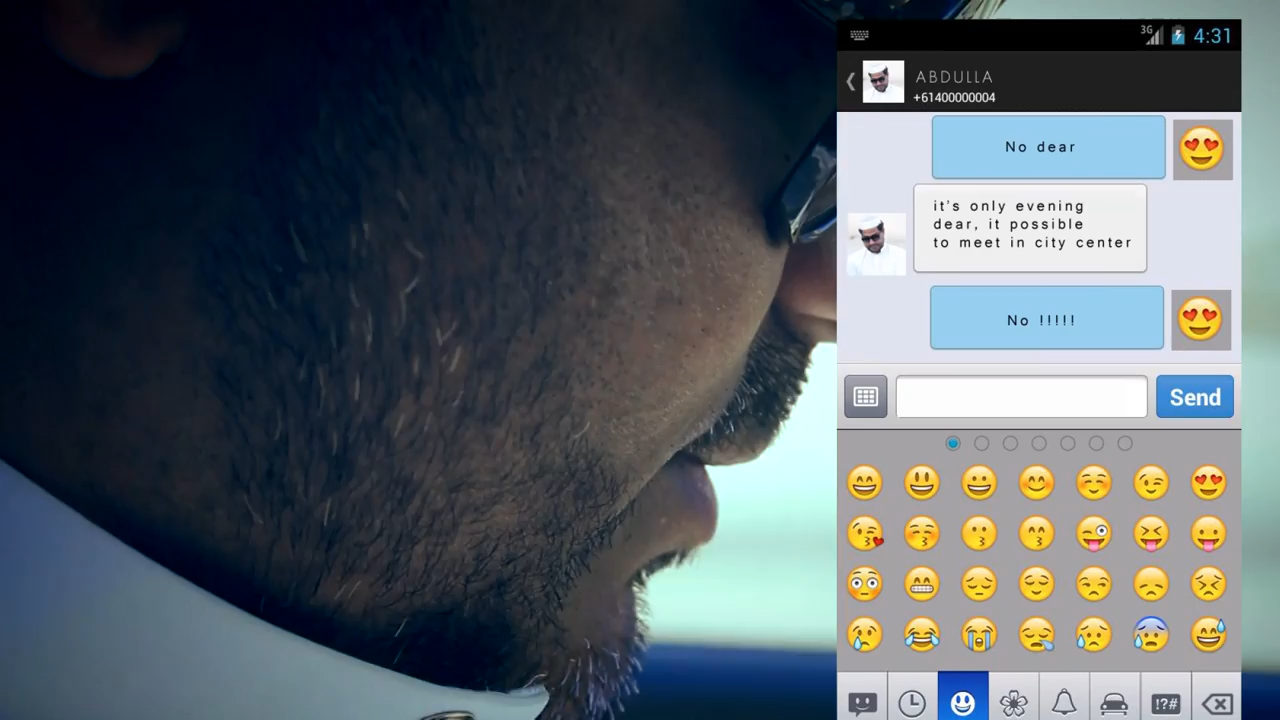 3G 4:31
ABDULLA
+61400000004
No dear
it's only evening
dear, it possible
to meet in city center
No !!!!!
Send
!?#